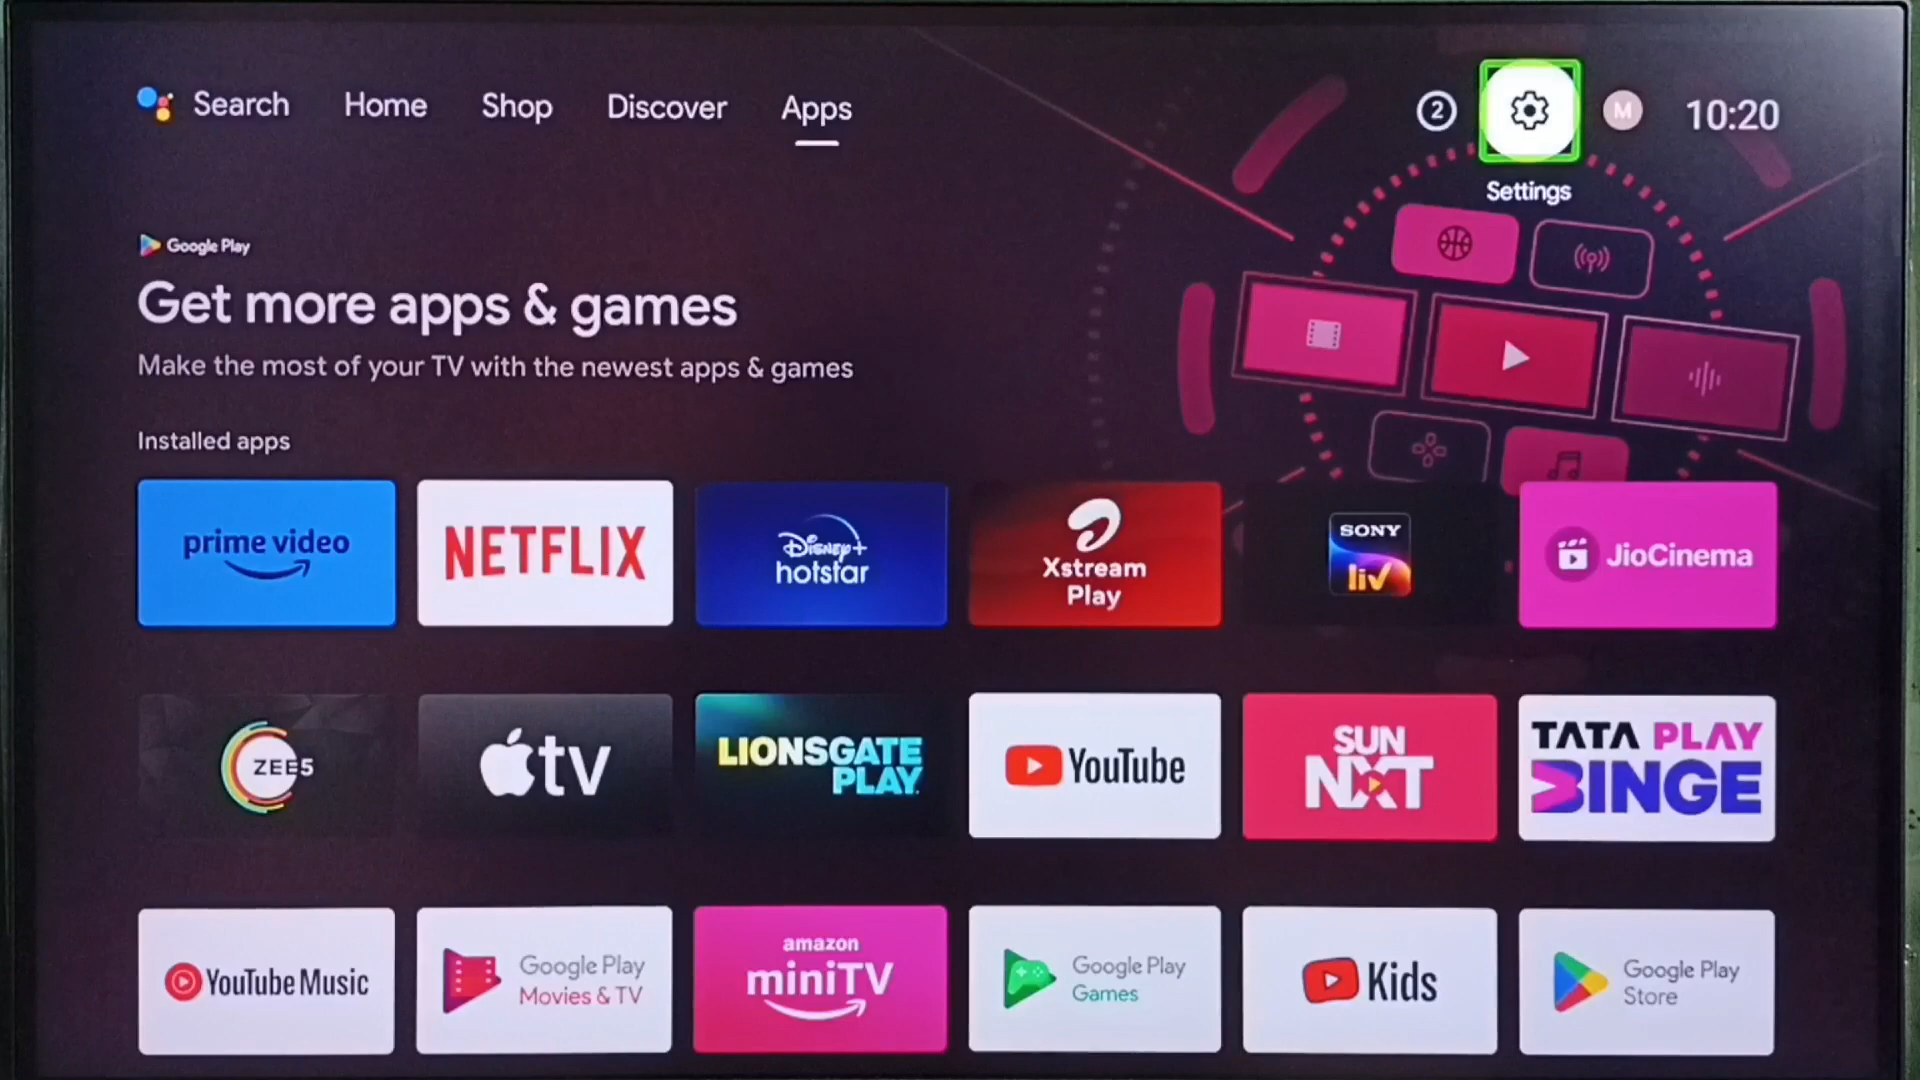 Search Home Shop Discover Apps
2 M 10:20
Settings
Google Play
Get more apps & games
Make the most of your TV with the newest apps & games
Installed apps
prime video
NETFLIX
Disney+
hotstar
Xstream
Play
SONY
liv
JioCinema
ZEE5
tv
LIONSGATE
PLAY
YouTube
SUN
NXT
TATA PLAY
BINGE
YouTube Music
Google Play
Movies & TV
amazon
miniTV
Google Play
Games
Kids
Google Play
Store